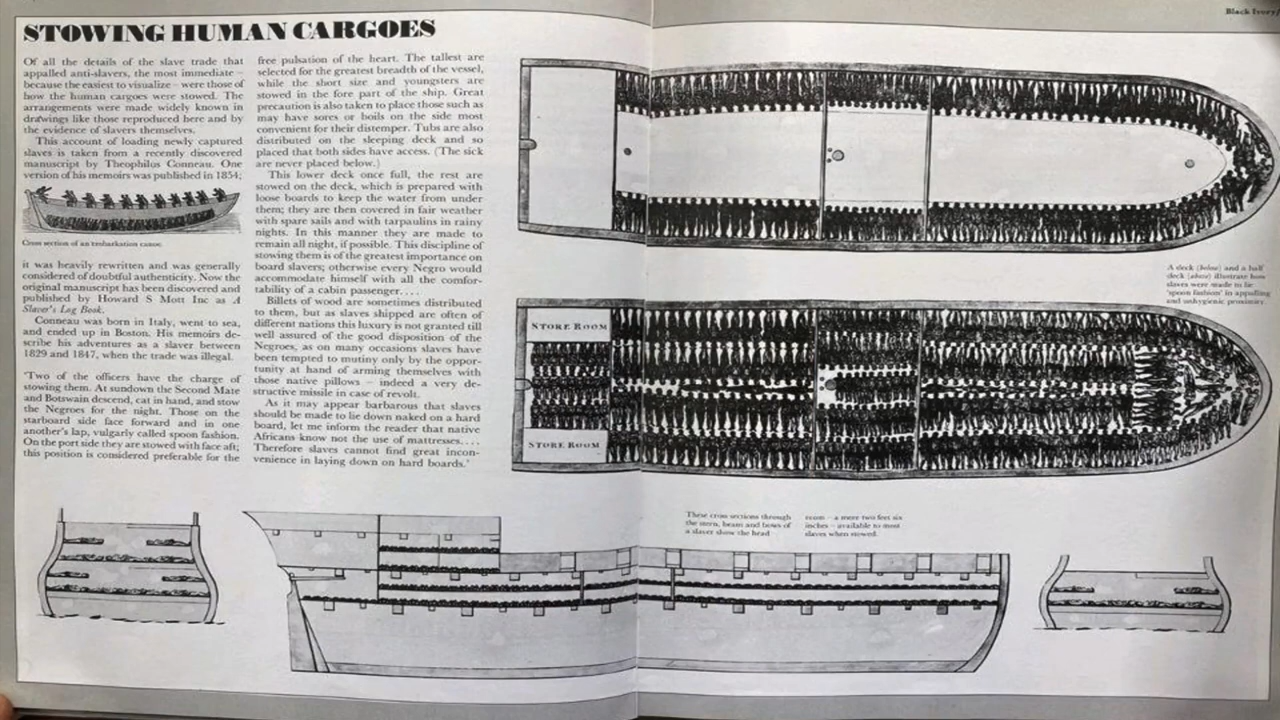 STOWING HUMAN CARGOES
Of all the details of the slave trade that
appalled anti-slavers, the most immediate –
because the easiest to visualize – were those of
how the human cargoes were stowed. The
arrangements were made widely known in
drawings like those reproduced here and by
the evidence of slavers themselves.
This account of loading newly captured
slaves is taken from a recently discovered
manuscript by Theophilus Conneau. One
version of his memoirs was published in 1854;
Cross section of an embarkation canoe
it was heavily rewritten and was generally
considered of doubtful authenticity. Now the
original manuscript has been discovered and
published by Howard S Mott Inc as A
Slaver's Log Book.
Conneau was born in Italy, went to sea,
and ended up in Boston. His memoirs de-
scribe his adventures as a slaver between
1829 and 1847, when the trade was illegal.
'Two of the officers have the charge of
stowing them. At sundown the Second Mate
and Botswain descend, cat in hand, and stow
the Negroes for the night. Those on the
starboard side face forward and in one
another's lap, vulgarly called spoon fashion.
On the port side they are stowed with face aft;
this position is considered preferable for the
free pulsation of the heart. The tallest are
selected for the greatest breadth of the vessel,
while the short size and youngsters are
stowed in the fore part of the ship. Great
precaution is also taken to place those such as
may have sores or boils on the side most
convenient for their distemper. Tubs are also
distributed on the sleeping deck and so
placed that both sides have access. (The sick
are never placed below.)
This lower deck once full, the rest are
stowed on the deck, which is prepared with
loose boards to keep the water from under
them; they are then covered in fair weather
with spare sails and with tarpaulins in rainy
nights. In this manner they are made to
remain all night, if possible. This discipline of
stowing them is of the greatest importance on
board slavers; otherwise every Negro would
accommodate himself with all the comfor-
tability of a cabin passenger. . . .
Billets of wood are sometimes distributed
to them, but as slaves shipped are often of
different nations this luxury is not granted till
well assured of the good disposition of the
Negroes, as on many occasions slaves have
been tempted to mutiny only by the oppor-
tunity at hand of arming themselves with
those native pillows – indeed a very de-
structive missile in case of revolt.
As it may appear barbarous that slaves
should be made to lie down naked on a hard
board, let me inform the reader that native
Africans know not the use of mattresses. . . .
Therefore slaves cannot find great incon-
venience in laying down on hard boards.'
Black Ivory/
A deck (below) and a half
deck (above) illustrate how
slaves were made to lie
'spoon fashion' in appalling
and unhygienic proximity.
STORE ROOM
STORE ROOM
These cross sections through
the stern, beam and bows of
a slaver show the head
room – a mere two feet six
inches – available to most
slaves when stowed.